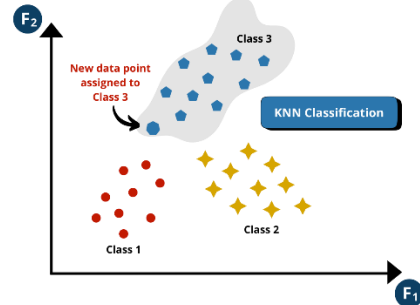 F2
Class 3
New data point
assigned to
Class 3
KNN Classification
Class 2
Class 1
F1